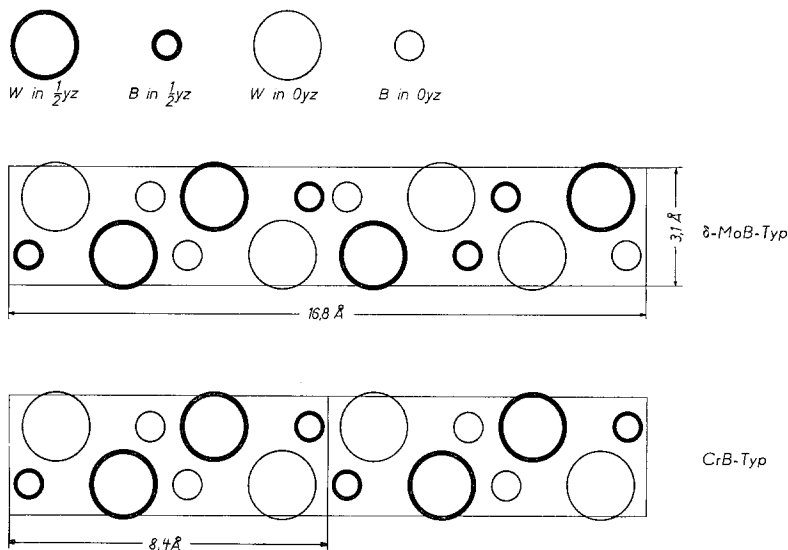 W in 1/2yz B in 1/2yz W in 0yz B in 0yz
δ-MoB-Typ
3,1 Å
16,8 Å
CrB-Typ
8,4 Å